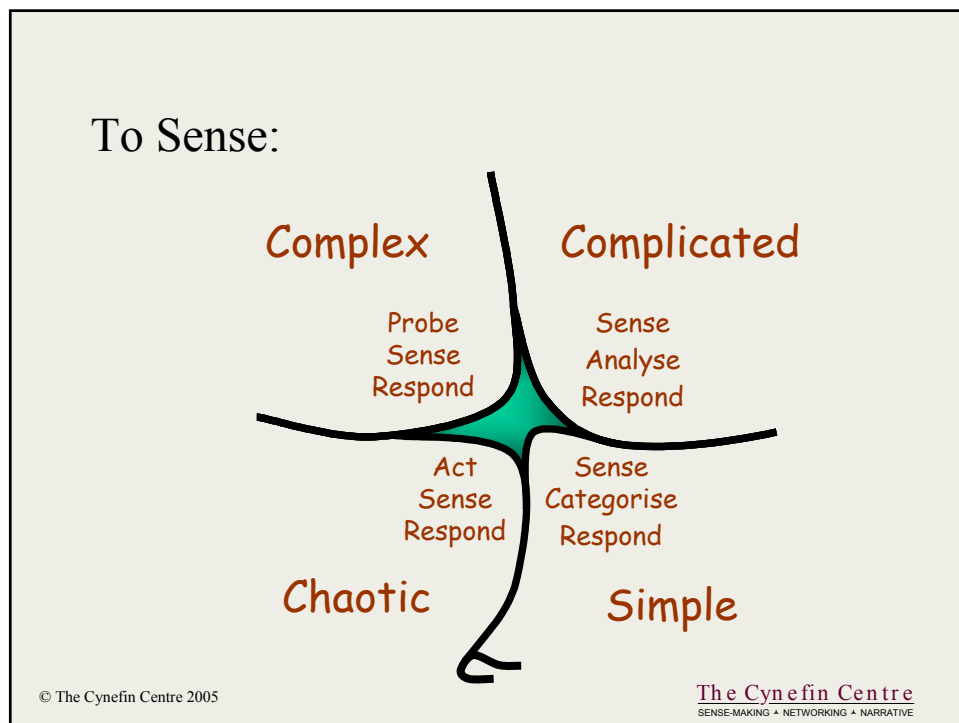 To Sense:
Complex
Complicated
Probe
Sense
Respond
Sense
Analyse
Respond
Act
Sense
Respond
Sense
Categorise
Respond
Chaotic
Simple
© The Cynefin Centre 2005
The Cynefin Centre
SENSE-MAKING ▲ NETWORKING ▲ NARRATIVE